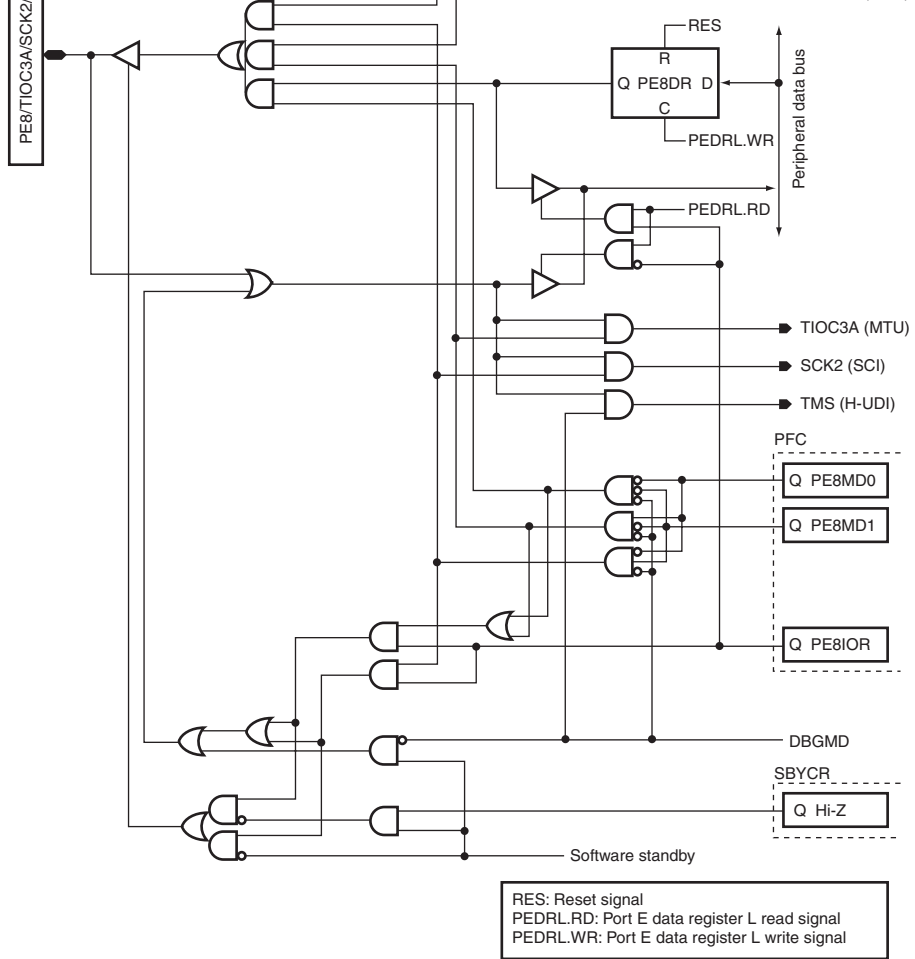 PE8/TIOC3A/SCK2/
RES
R
Q PE8DR D
C
PEDRL.WR
Peripheral data bus
PEDRL.RD
TIOC3A (MTU)
SCK2 (SCI)
TMS (H-UDI)
PFC
Q PE8MD0
Q PE8MD1
Q PE8IOR
DBGMD
SBYCR
Q Hi-Z
Software standby
RES: Reset signal
PEDRL.RD: Port E data register L read signal
PEDRL.WR: Port E data register L write signal